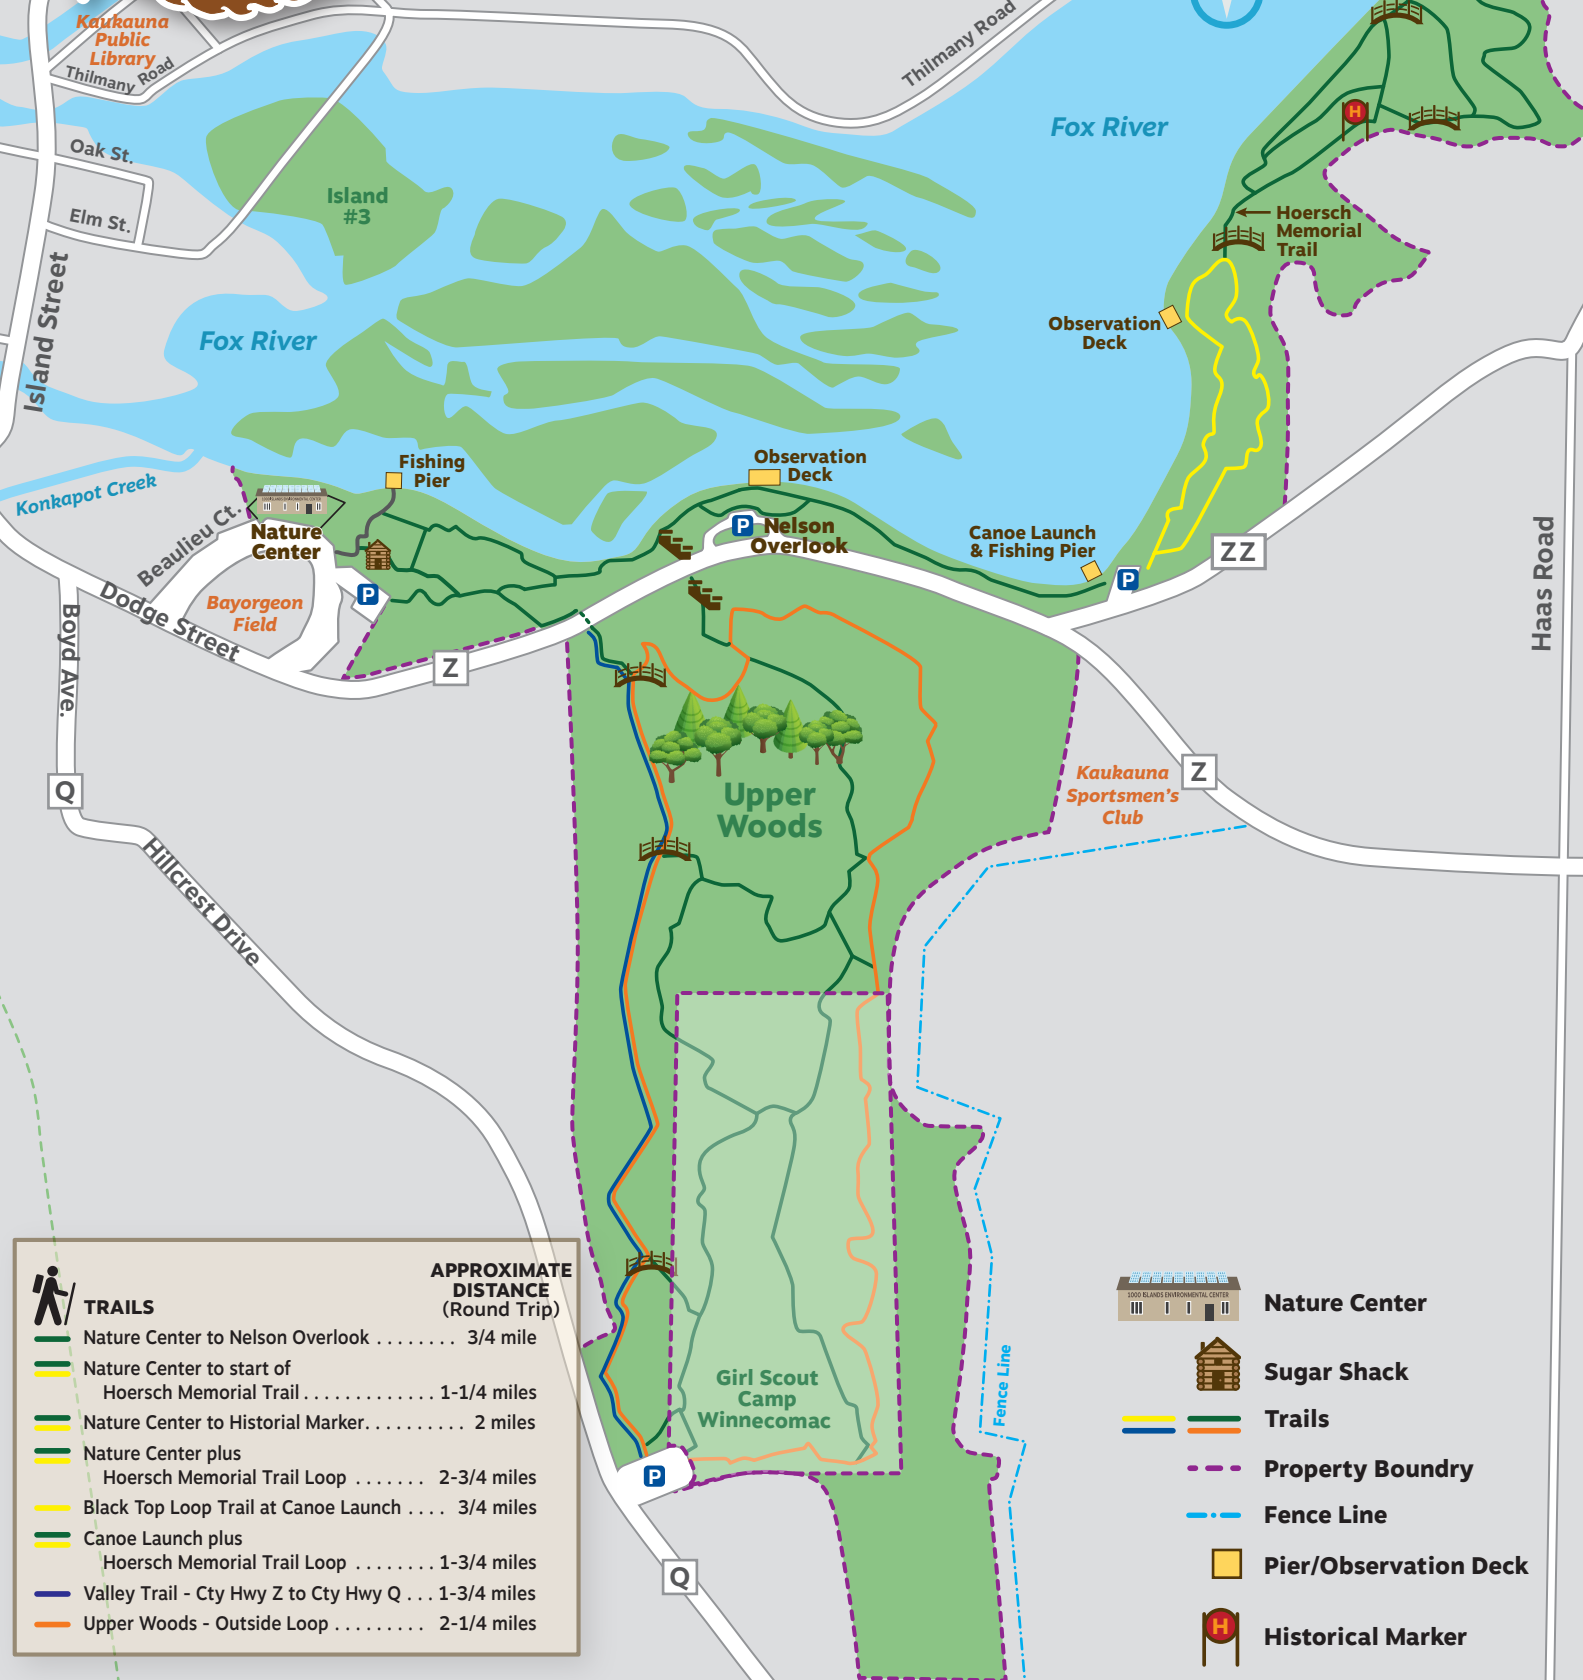 Kaukauna
Public
Library
Thilmany Road
Thilmany Road
Fox River
Oak St.
Elm St.
Island
#3
Island Street
Fox River
H
Hoersch
Memorial
Trail
Observation
Deck
Konkapot Creek
Fishing
Pier
Observation
Deck
Beaulieu Ct.
1000 ISLANDS ENVIRONMENTAL CENTER
Nature
Center
P
Nelson
Overlook
Canoe Launch
& Fishing Pier
P
ZZ
Haas Road
Dodge Street
Bayorgeon
Field
P
Z
Boyd Ave.
Q
Hillcrest Drive
Upper
Woods
Kaukauna
Sportsmen's
Club
Z
Girl Scout
Camp
Winnecomac
Fence Line
P
Q
TRAILS
APPROXIMATE
DISTANCE
(Round Trip)
Nature Center to Nelson Overlook . . . . . . . . 3/4 mile
Nature Center to start of
Hoersch Memorial Trail . . . . . . . . . . . . . 1-1/4 miles
Nature Center to Historial Marker. . . . . . . . . . 2 miles
Nature Center plus
Hoersch Memorial Trail Loop . . . . . . . 2-3/4 miles
Black Top Loop Trail at Canoe Launch . . . . 3/4 miles
Canoe Launch plus
Hoersch Memorial Trail Loop . . . . . . . . 1-3/4 miles
Valley Trail - Cty Hwy Z to Cty Hwy Q . . . 1-3/4 miles
Upper Woods - Outside Loop . . . . . . . . . 2-1/4 miles
1000 ISLANDS ENVIRONMENTAL CENTER
Nature Center
Sugar Shack
Trails
Property Boundry
Fence Line
Pier/Observation Deck
H
Historical Marker